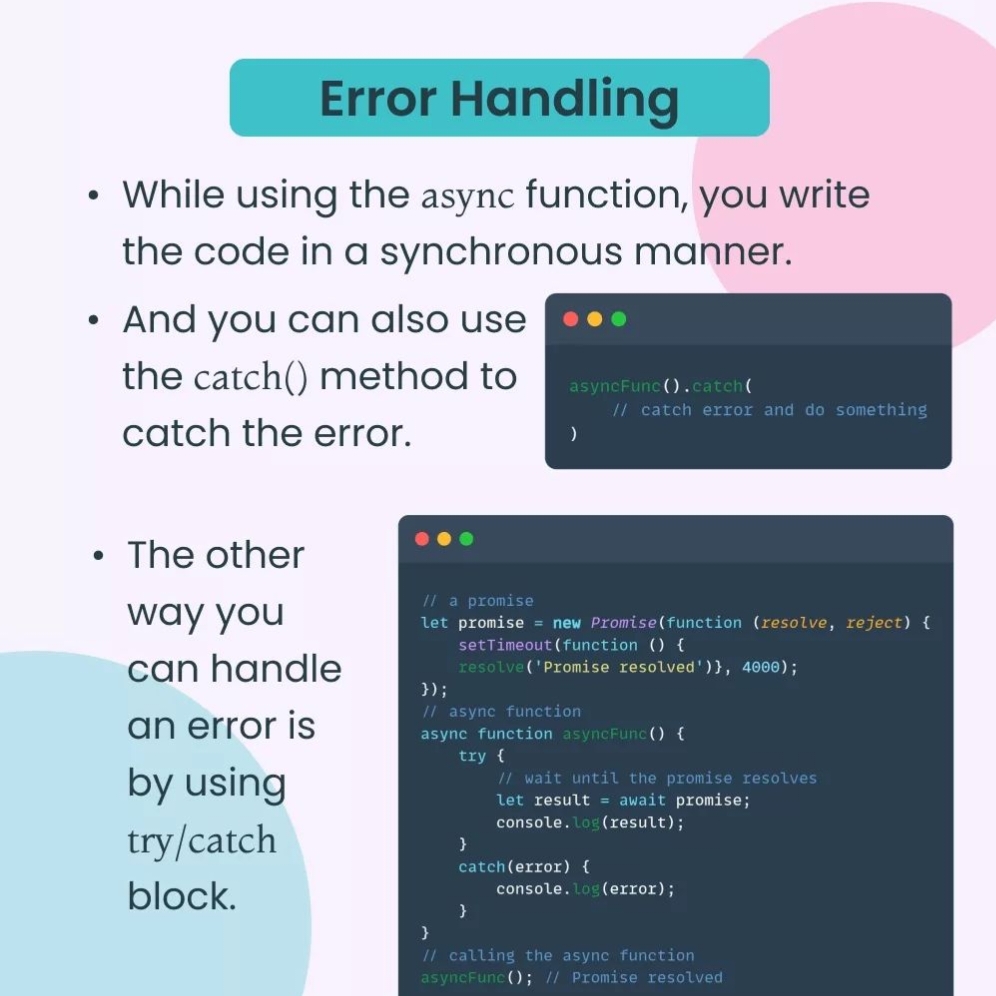 Error Handling
• While using the async function, you write
the code in a synchronous manner.
• And you can also use
the catch() method to
catch the error.
asyncFunc().catch(
    // catch error and do something
)
• The other
way you
can handle
an error is
by using
try/catch
block.
// a promise
let promise = new Promise(function (resolve, reject) {
    setTimeout(function () {
    resolve('Promise resolved')}, 4000);
});
// async function
async function asyncFunc() {
    try {
        // wait until the promise resolves
        let result = await promise;
        console.log(result);
    }
    catch(error) {
        console.log(error);
    }
}
// calling the async function
asyncFunc(); // Promise resolved